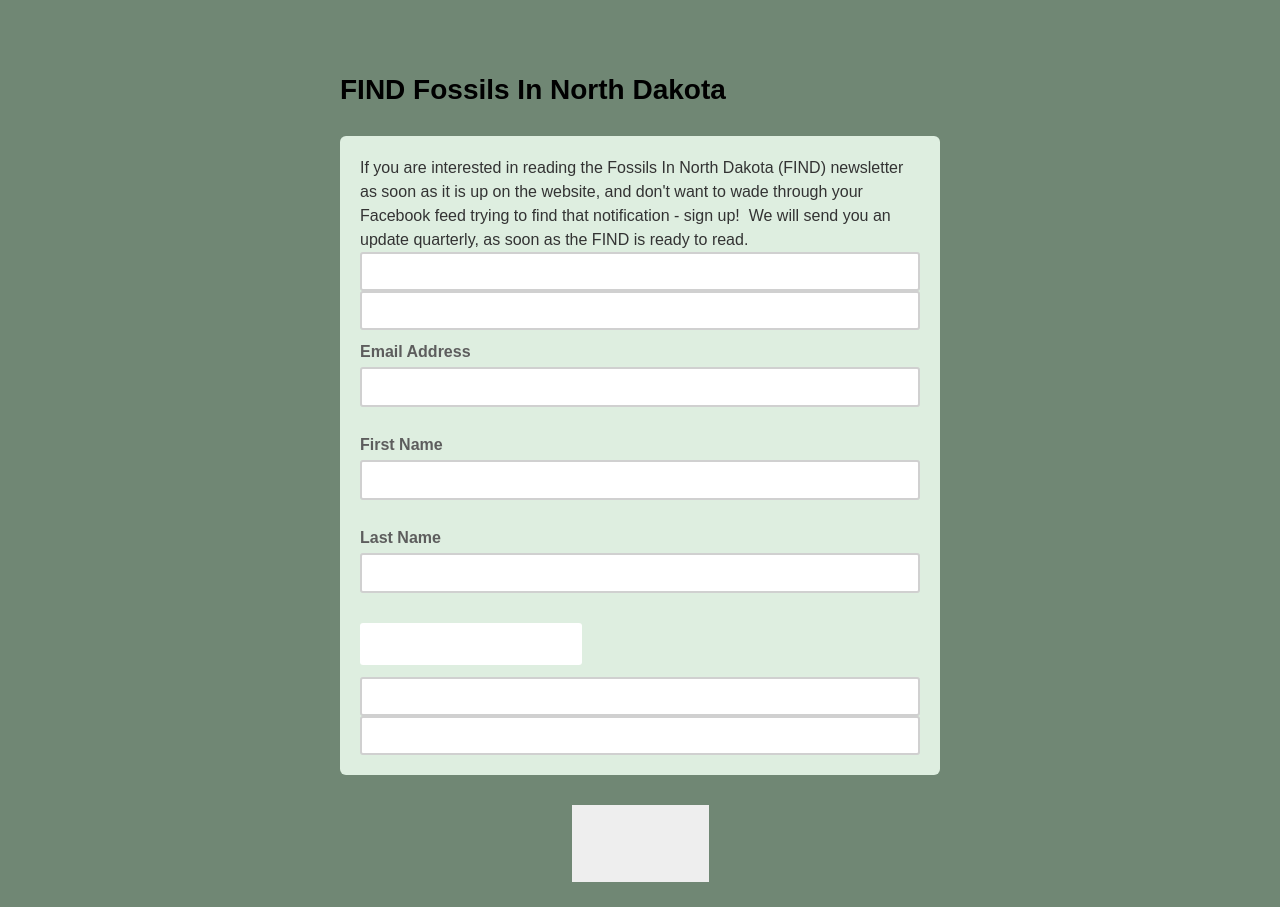 FIND Fossils In North Dakota
If you are interested in reading the Fossils In North Dakota (FIND) newsletter
as soon as it is up on the website, and don't want to wade through your
Facebook feed trying to find that notification - sign up!  We will send you an
update quarterly, as soon as the FIND is ready to read.
Email Address
First Name
Last Name